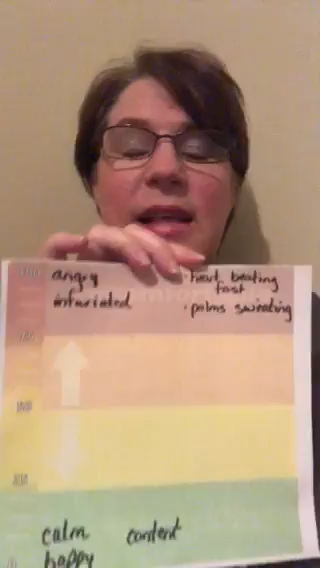 angry
· heart beating
fast
infuriated
· palms sweating
calm content
happy